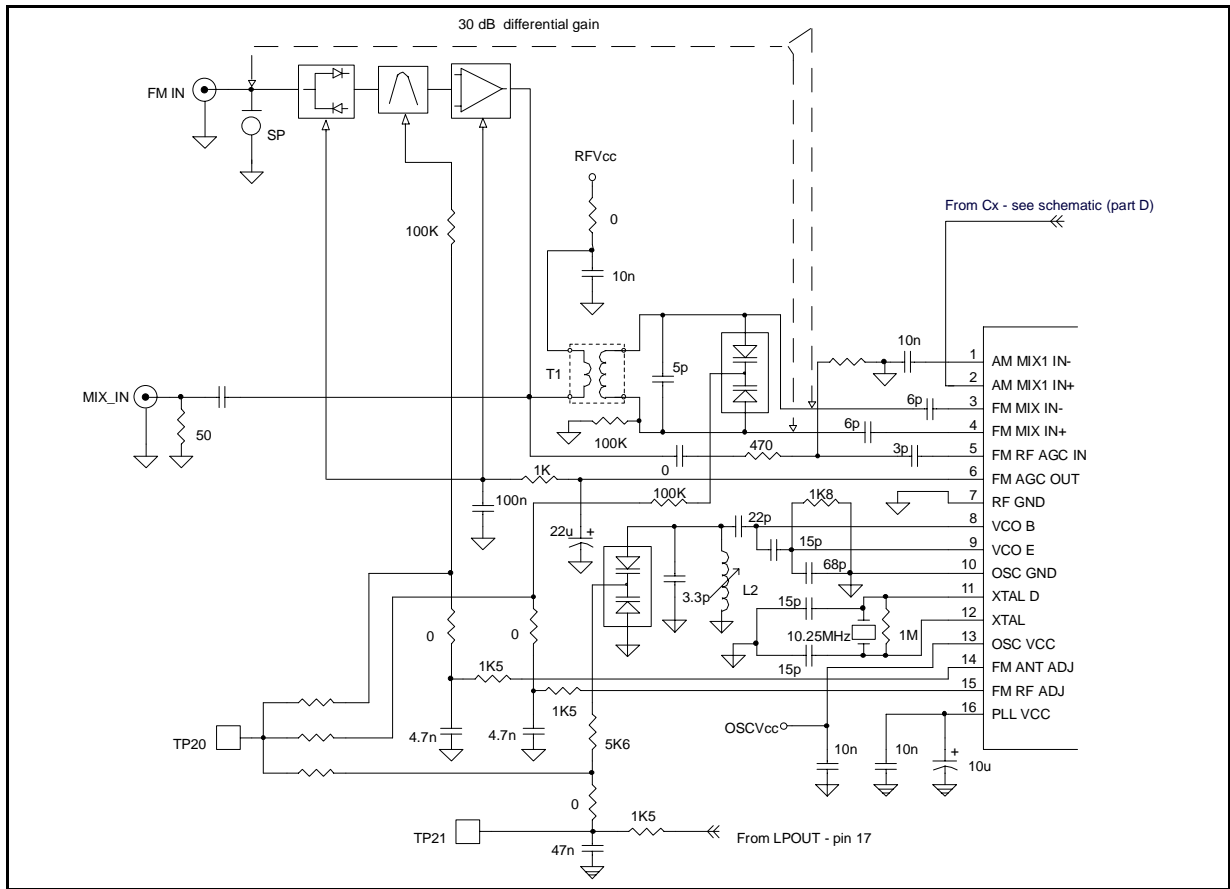 30 dB differential gain
FM IN
SP
RFVcc
0
From Cx - see schematic (part D)
100K
10n
T1
5p
10n
1 AM MIX1 IN-
2 AM MIX1 IN+
MIX_IN
6p
3 FM MIX IN-
50
100K
6p
4 FM MIX IN+
470
3p
5 FM RF AGC IN
0
1K
6 FM AGC OUT
100n
100K
1K8
7 RF GND
22u
+
22p
8 VCO B
15p
9 VCO E
68p
10 OSC GND
3.3p
L2
15p
11 XTAL D
0
0
10.25MHz
1M
12 XTAL
15p
13 OSC VCC
1K5
14 FM ANT ADJ
1K5
15 FM RF ADJ
OSCVcc
16 PLL VCC
TP20
4.7n
4.7n
5K6
10n
10n
+
10u
0
TP21
1K5
From LPOUT - pin 17
47n